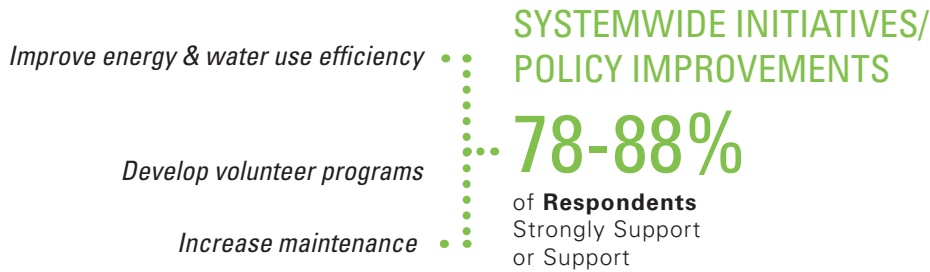 Improve energy & water use efficiency
Develop volunteer programs
Increase maintenance
SYSTEMWIDE INITIATIVES/
POLICY IMPROVEMENTS
78-88%
of Respondents
Strongly Support
or Support